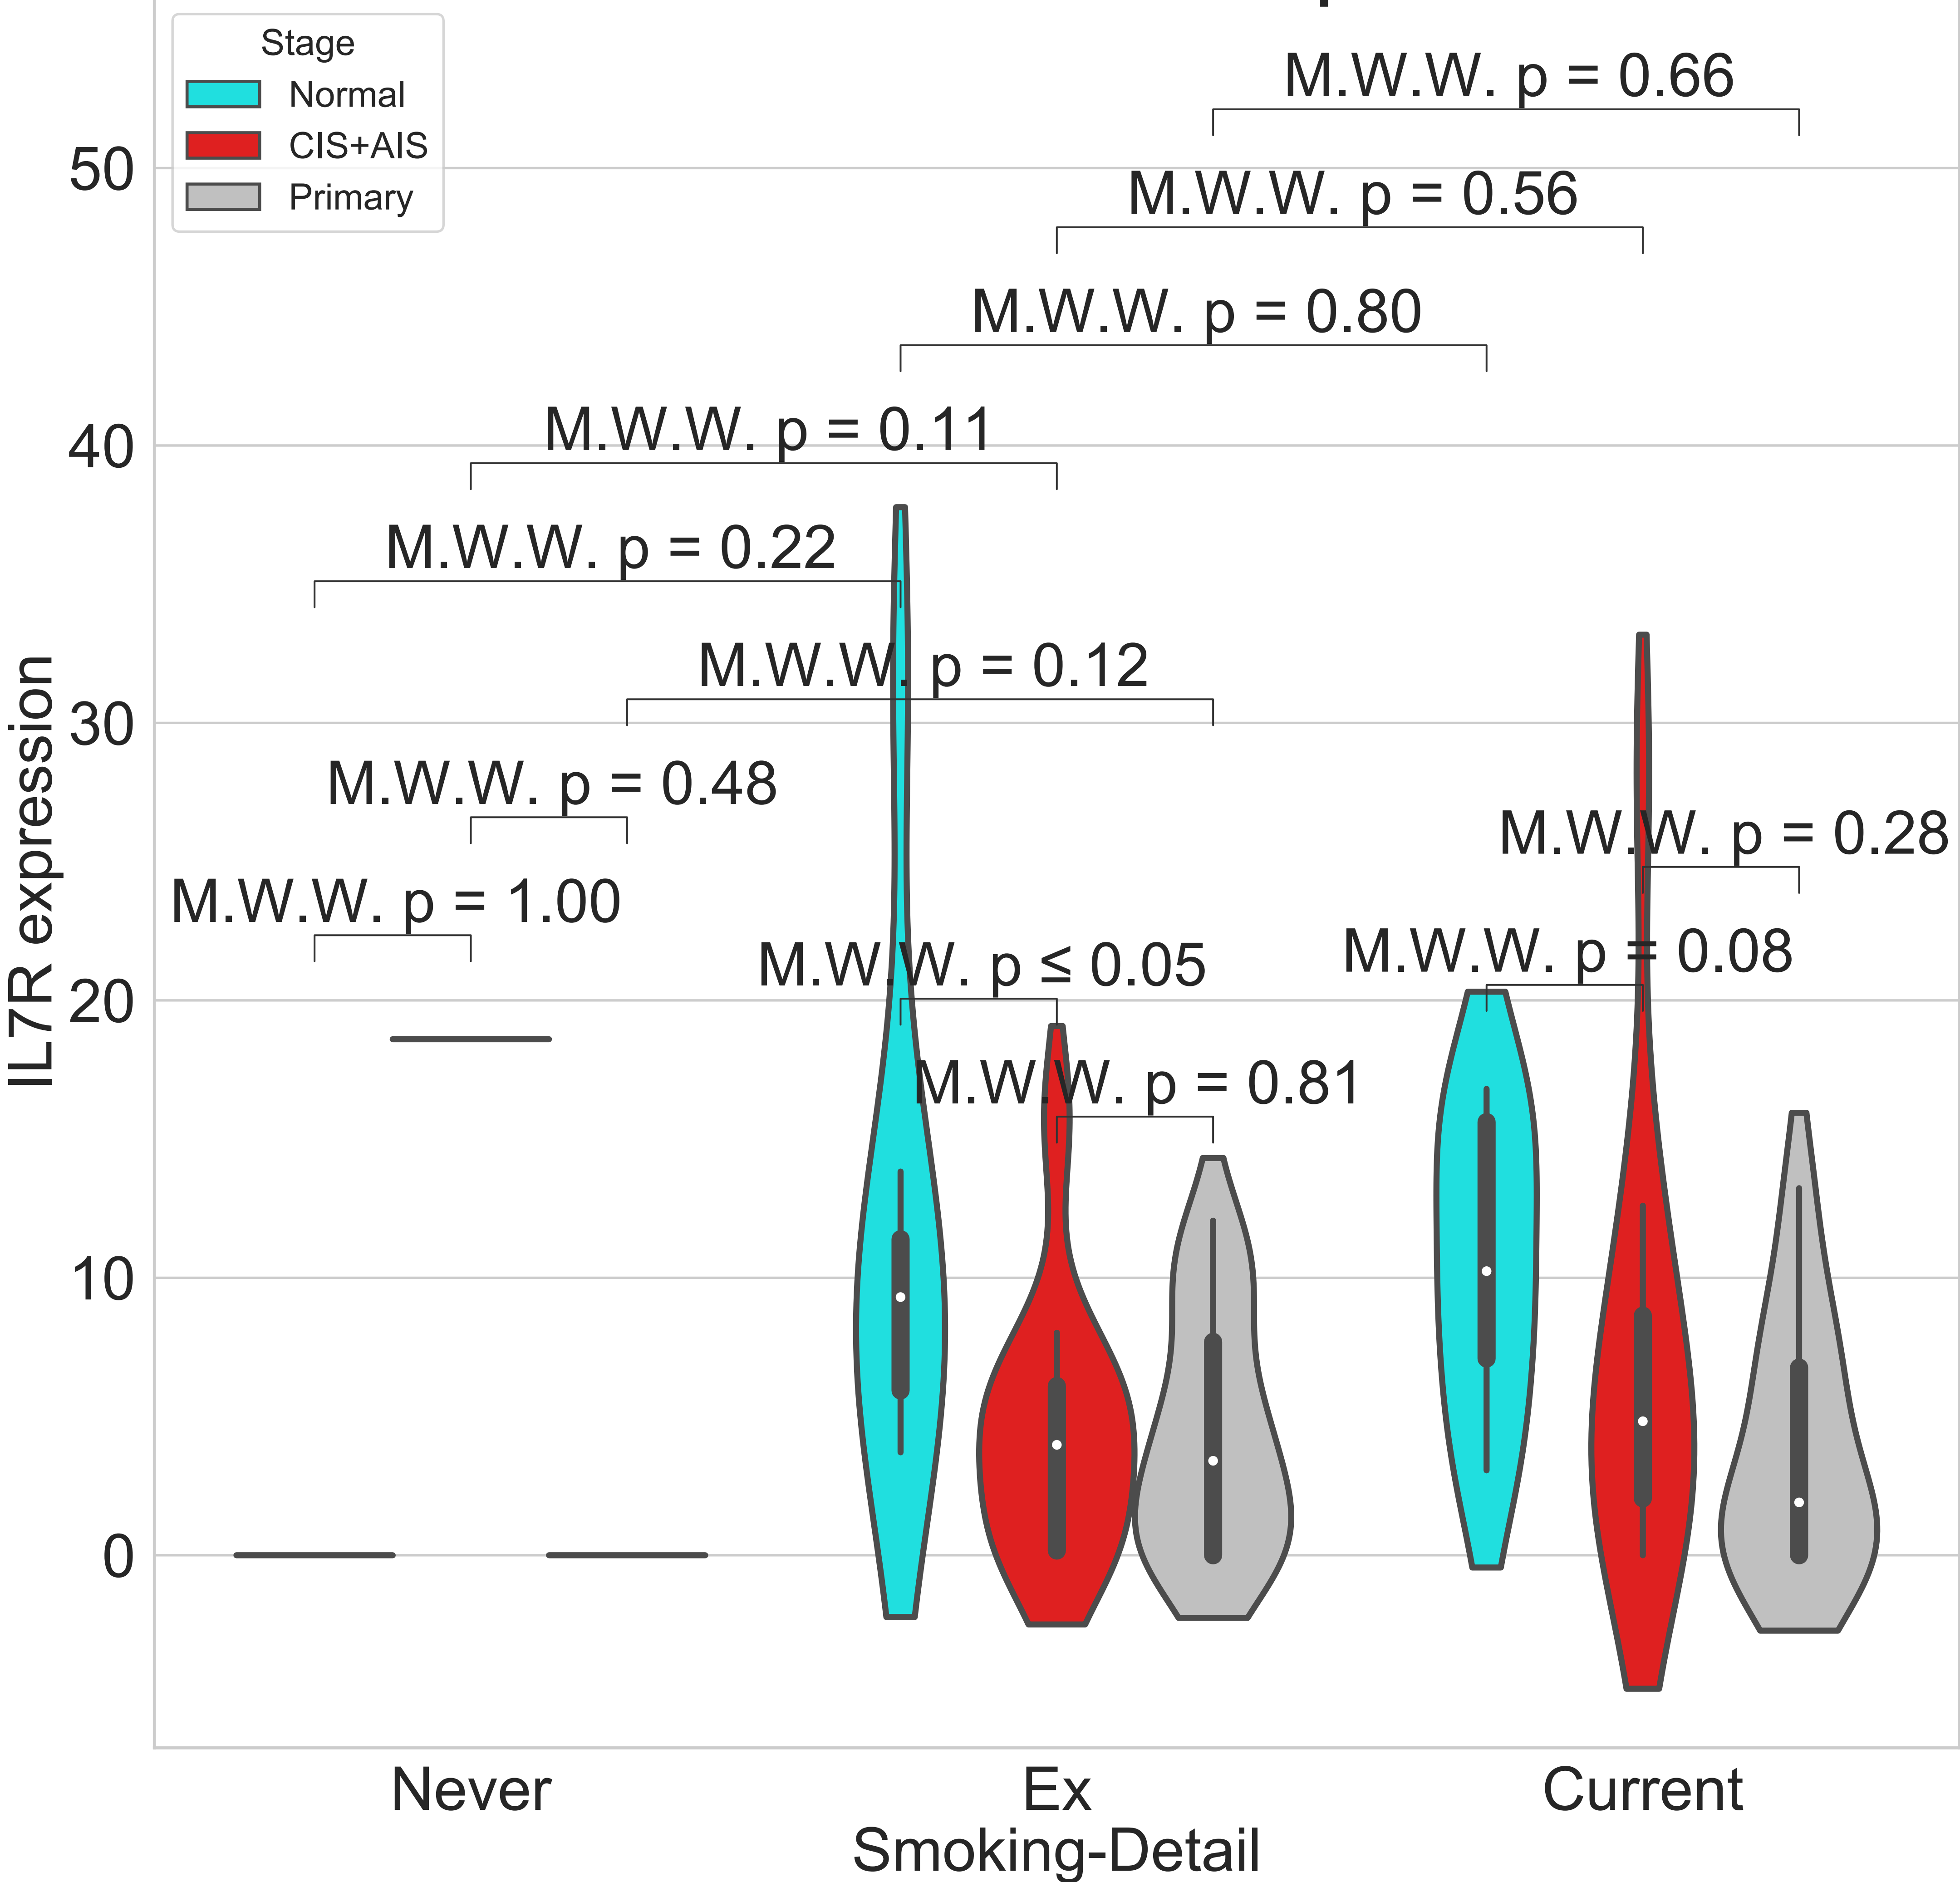 Stage
Normal
CIS+AIS
Primary
M.W.W. p = 0.66
50
M.W.W. p = 0.56
M.W.W. p = 0.80
M.W.W. p = 0.11
40
M.W.W. p = 0.22
M.W.W. p = 0.12
30
M.W.W. p = 0.48
M.W.W. p = 0.28
M.W.W. p = 1.00
M.W.W. p ≤ 0.05
M.W.W. p = 0.08
20
M.W.W. p = 0.81
10
0
IL7R expression
Never
Ex
Current
Smoking-Detail